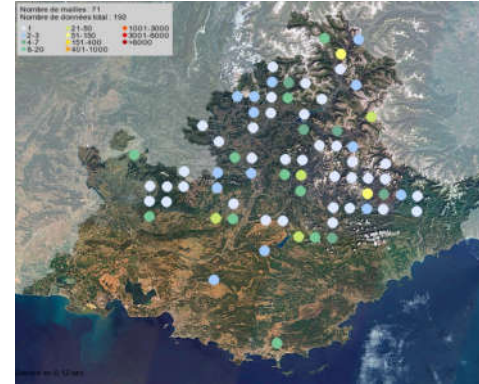 Nombre de mailles : 71
Nombre de données total : 192
1 21-50 1001-3000
2-3 51-150 3001-6000
4-7 151-400 >6000
8-20 401-1000